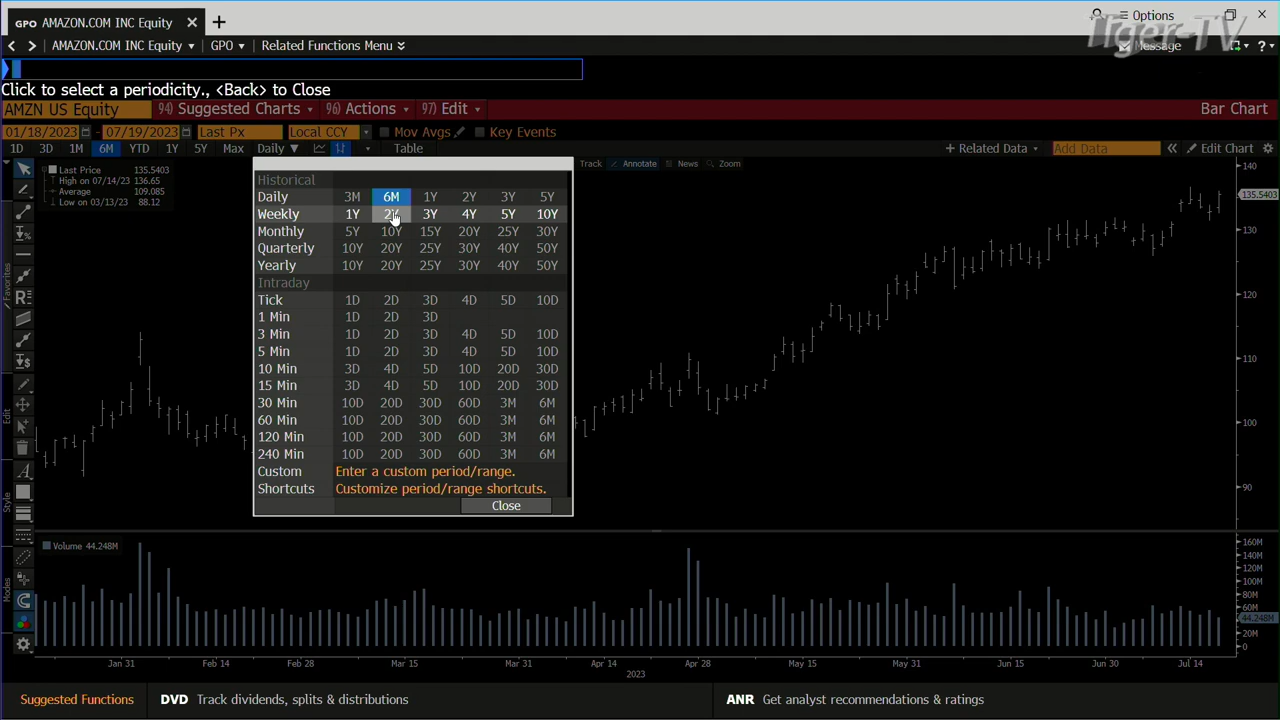 GPO AMAZON.COM INC Equity
Options
Tiger-TV
AMAZON.COM INC Equity GPO Related Functions Menu Message ?
Click to select a periodicity., <Back> to Close
AMZN US Equity 94) Suggested Charts 96) Actions 97) Edit Bar Chart
01/18/2023 - 07/19/2023 Last Px Local CCY Mov Avgs Key Events
1D 3D 1M 6M YTD 1Y 5Y Max Daily ▼ Table + Related Data Add Data « Edit Chart
Track Annotate News Zoom
Last Price 135.5403
High on 07/14/23 136.65
Average 109.085
Low on 03/13/23 88.12
Historical
Daily 3M 6M 1Y 2Y 3Y 5Y
Weekly 1Y 2Y 3Y 4Y 5Y 10Y
Monthly 5Y 10Y 15Y 20Y 25Y 30Y
Quarterly 10Y 20Y 25Y 30Y 40Y 50Y
Yearly 10Y 20Y 25Y 30Y 40Y 50Y
Intraday
Tick 1D 2D 3D 4D 5D 10D
1 Min 1D 2D 3D
3 Min 1D 2D 3D 4D 5D 10D
5 Min 1D 2D 3D 4D 5D 10D
10 Min 3D 4D 5D 10D 20D 30D
15 Min 3D 4D 5D 10D 20D 30D
30 Min 10D 20D 30D 60D 3M 6M
60 Min 10D 20D 30D 60D 3M 6M
120 Min 10D 20D 30D 60D 3M 6M
240 Min 10D 20D 30D 60D 3M 6M
Custom Enter a custom period/range.
Shortcuts Customize period/range shortcuts.
Close
140
135.5403
130
120
110
100
90
Favorites
Edit
Style
Modes
Volume 44.248M
160M
140M
120M
100M
80M
60M
44.248M
20M
0
Jan 31 Feb 14 Feb 28 Mar 15 Mar 31 Apr 14 Apr 28 May 15 May 31 Jun 15 Jun 30 Jul 14
2023
Suggested Functions DVD Track dividends, splits & distributions ANR Get analyst recommendations & ratings